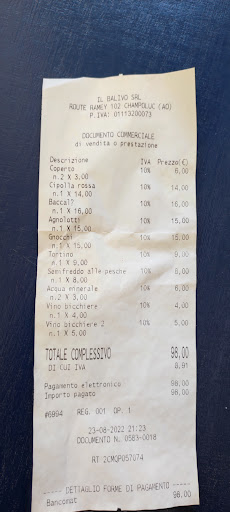 IL BALIVO SRL
ROUTE RAMEY 102 CHAMPOLUC (AO)
P.IVA: 01113200073
DOCUMENTO COMMERCIALE
di vendita o prestazione
Descrizione IVA Prezzo(€)
Coperto 10% 6,00
n.2 X 3,00
Cipolla rossa 10% 14,00
n.1 X 14,00
Baccal? 10% 16,00
n.1 X 16,00
Agnolotti 10% 15,00
n.1 X 15,00
Gnocchi 10% 15,00
n.1 X 15,00
Tortino 10% 9,00
n.1 X 9,00
Semifreddo alle pesche 10% 8,00
n.1 X 8,00
Acqua minerale 10% 6,00
n.2 X 3,00
Vino bicchiere 10% 4,00
n.1 X 4,00
Vino bicchiere 2 10% 5,00
n.1 X 5,00
TOTALE COMPLESSIVO 98,00
DI CUI IVA 8,91
Pagamento elettronico 98,00
Importo pagato 98,00
#6994 REG. 001 OP. 1
23-08-2022 21:23
DOCUMENTO N. 0583-0018
RT 2CMQP057074
DETTAGLIO FORME DI PAGAMENTO
Bancomat 98,00